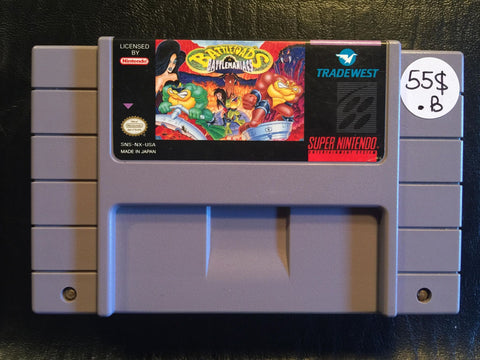 LICENSED
BY
Nintendo
BATTLETOADS
IN
BATTLEMANIACS
TRADEWEST
55$
.B
SNS-NX-USA
MADE IN JAPAN
SUPER NINTENDO
ENTERTAINMENT SYSTEM